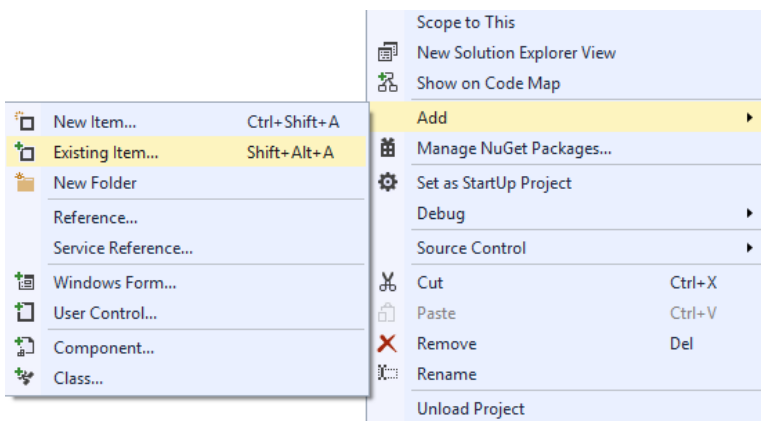 Scope to This
New Solution Explorer View
Show on Code Map
Add
Manage NuGet Packages...
Set as StartUp Project
Debug
Source Control
Cut Ctrl+X
Paste Ctrl+V
Remove Del
Rename
Unload Project
New Item... Ctrl+Shift+A
Existing Item... Shift+Alt+A
New Folder
Reference...
Service Reference...
Windows Form...
User Control...
Component...
Class...